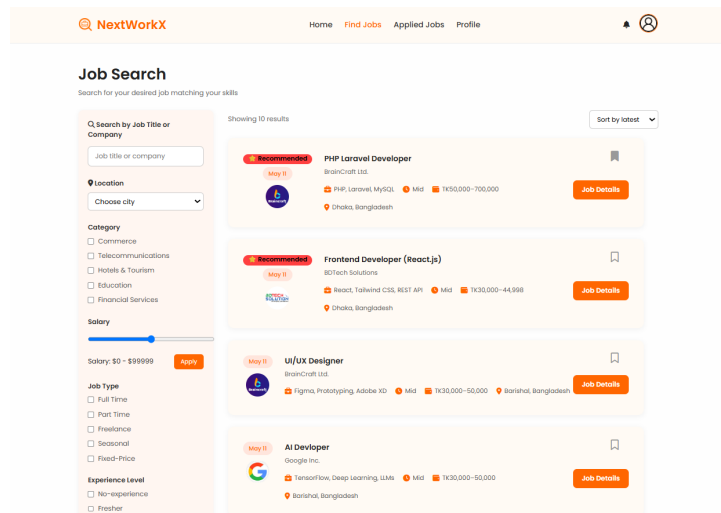 NextWorkX
Home Find Jobs Applied Jobs Profile
Job Search
Search for your desired job matching your skills
Search by Job Title or
Company
Job title or company
Location
Choose city
Category
Commerce
Telecommunications
Hotels & Tourism
Education
Financial Services
Salary
Salary: $0 - $99999
Apply
Job Type
Full Time
Part Time
Freelance
Seasonal
Fixed-Price
Experience Level
No-experience
Fresher
Showing 10 results
Sort by latest
Recommended
May 11
Braincraft
PHP Laravel Developer
BrainCraft Ltd.
PHP, Laravel, MySQL Mid TK50,000-700,000
Dhaka, Bangladesh
Job Details
Recommended
May 11
Frontend Developer (React.js)
BDTech Solutions
React, Tailwind CSS, REST API Mid TK30,000-44,998
Dhaka, Bangladesh
Job Details
May 11
Braincraft
UI/UX Designer
BrainCraft Ltd.
Figma, Prototyping, Adobe XD Mid TK30,000-50,000 Barishal, Bangladesh
Job Details
May 11
AI Devloper
Google Inc.
TensorFlow, Deep Learning, LLMs Mid TK30,000-50,000
Barishal, Bangladesh
Job Details